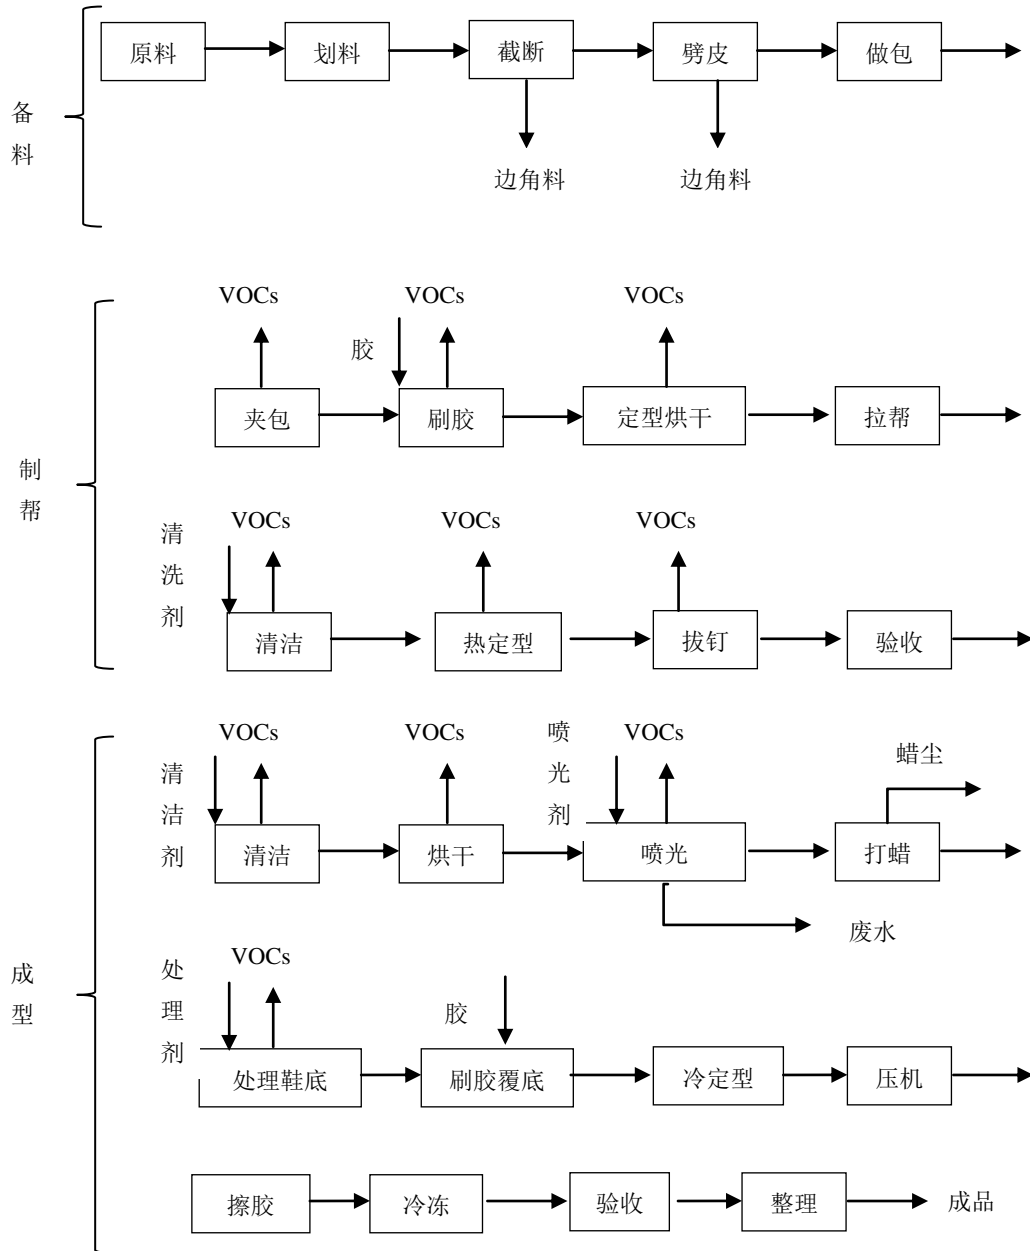 备料
原料
划料
截断
劈皮
做包
边角料
边角料
制帮
VOCs
VOCs
VOCs
胶
夹包
刷胶
定型烘干
拉帮
清洗剂
VOCs
VOCs
VOCs
清洁
热定型
拔钉
验收
成型
清洁剂
VOCs
VOCs
喷光剂
VOCs
蜡尘
清洁
烘干
喷光
打蜡
废水
处理剂
VOCs
胶
处理鞋底
刷胶覆底
冷定型
压机
擦胶
冷冻
验收
整理
成品